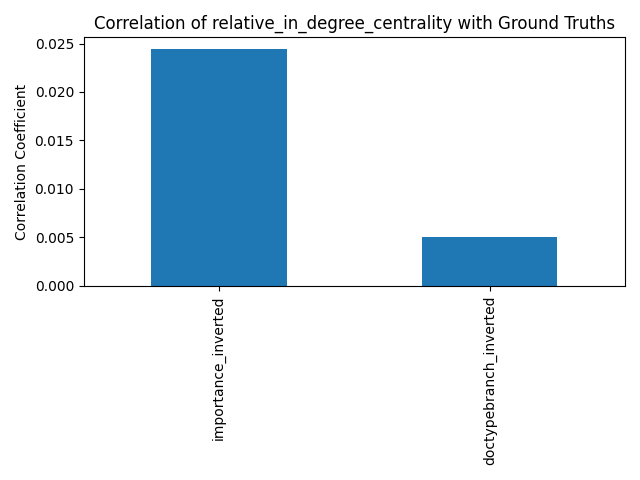 Correlation of relative_in_degree_centrality with Ground Truths
Correlation Coefficient
0.025
0.020
0.015
0.010
0.005
0.000
importance_inverted
doctypebranch_inverted